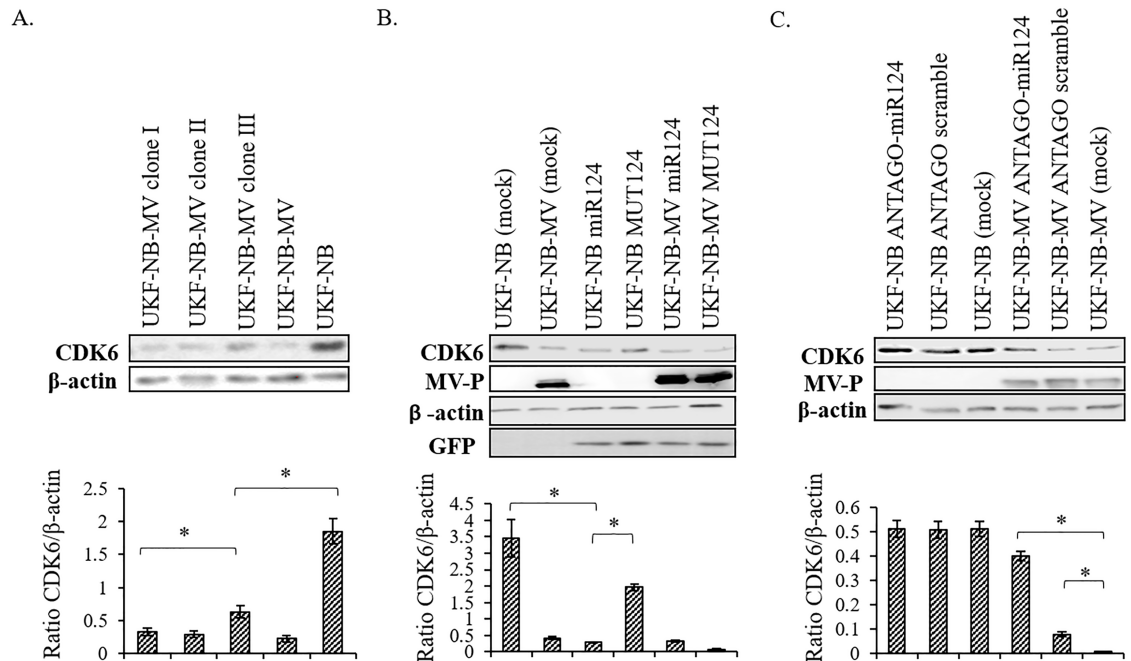 A.
UKF-NB-MV clone I
UKF-NB-MV clone II
UKF-NB-MV clone III
UKF-NB-MV
UKF-NB
CDK6
β-actin
Ratio CDK6/β-actin
2.5
2
1.5
1
0.5
0
*
*
B.
UKF-NB (mock)
UKF-NB-MV (mock)
UKF-NB miR124
UKF-NB MUT124
UKF-NB-MV miR124
UKF-NB-MV MUT124
CDK6
MV-P
β -actin
GFP
Ratio CDK6/β-actin
4.5
4
3.5
3
2.5
2
1.5
1
0.5
0
*
*
C.
UKF-NB ANTAGO-miR124
UKF-NB ANTAGO scramble
UKF-NB (mock)
UKF-NB-MV ANTAGO-miR124
UKF-NB-MV ANTAGO scramble
UKF-NB-MV (mock)
CDK6
MV-P
β-actin
Ratio CDK6/β-actin
0.6
0.5
0.4
0.3
0.2
0.1
0
*
*